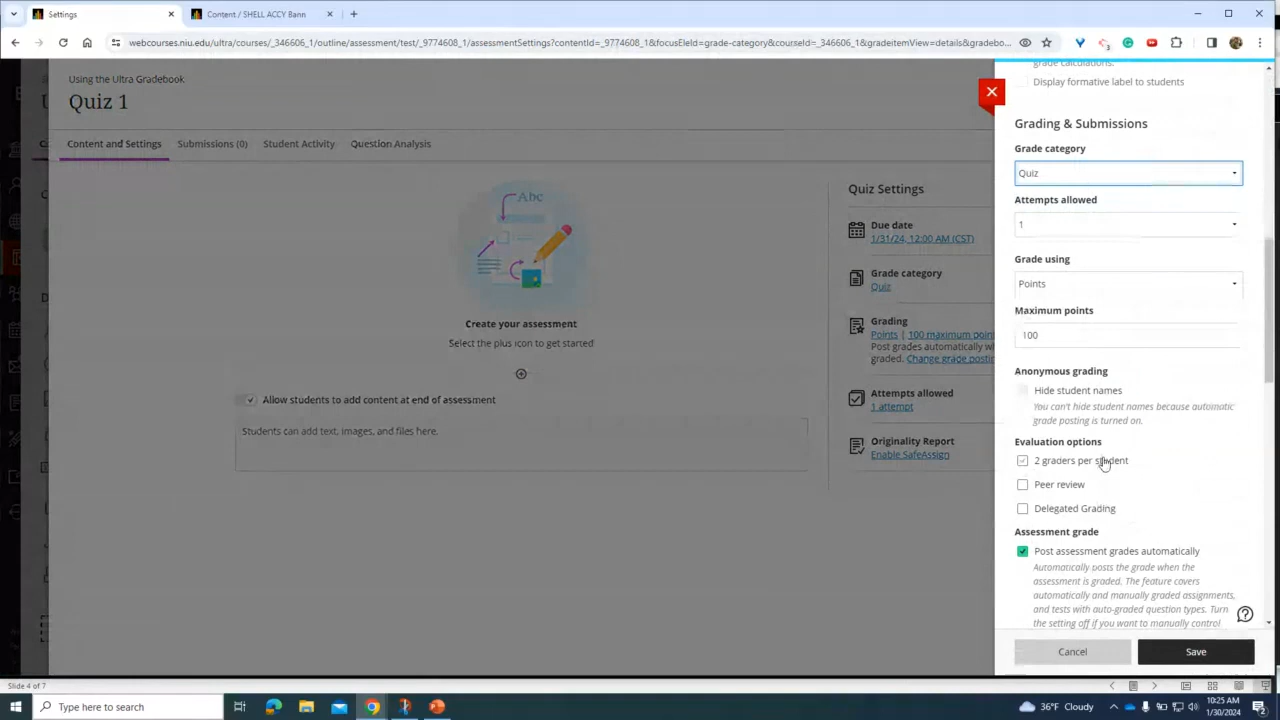 Settings
Content / SHELL ACCY Bann
webcourses.niu.edu/ultra/courses/_346606_1/outline/assessment/test/_9774608_1/assessmentSettings?contentId=_9774608_1&focusEleId=grade-category&courseId=_346606_1&gradeitemView=details&gradebo...
Using the Ultra Gradebook
Quiz 1
Content and Settings
Submissions (0)
Student Activity
Question Analysis
Abc
Create your assessment
Select the plus icon to get started
Allow students to add content at end of assessment
Students can add text, images, and files here.
Quiz Settings
Due date
1/31/24, 12:00 AM (CST)
Grade category
Quiz
Grading
Points | 100 maximum poin
Post grades automatically w
graded. Change grade posti
Attempts allowed
1 attempt
Originality Report
Enable SafeAssign
grade calculations.
Display formative label to students
Grading & Submissions
Grade category
Quiz
Attempts allowed
1
Grade using
Points
Maximum points
100
Anonymous grading
Hide student names
You can't hide student names because automatic
grade posting is turned on.
Evaluation options
2 graders per student
Peer review
Delegated Grading
Assessment grade
Post assessment grades automatically
Automatically posts the grade when the
assessment is graded. The feature covers
automatically and manually graded assignments,
and tests with auto-graded question types. Turn
the setting off if you want to manually control
Cancel
Save
Slide 4 of 7
Type here to search
36°F Cloudy
10:25 AM
1/30/2024